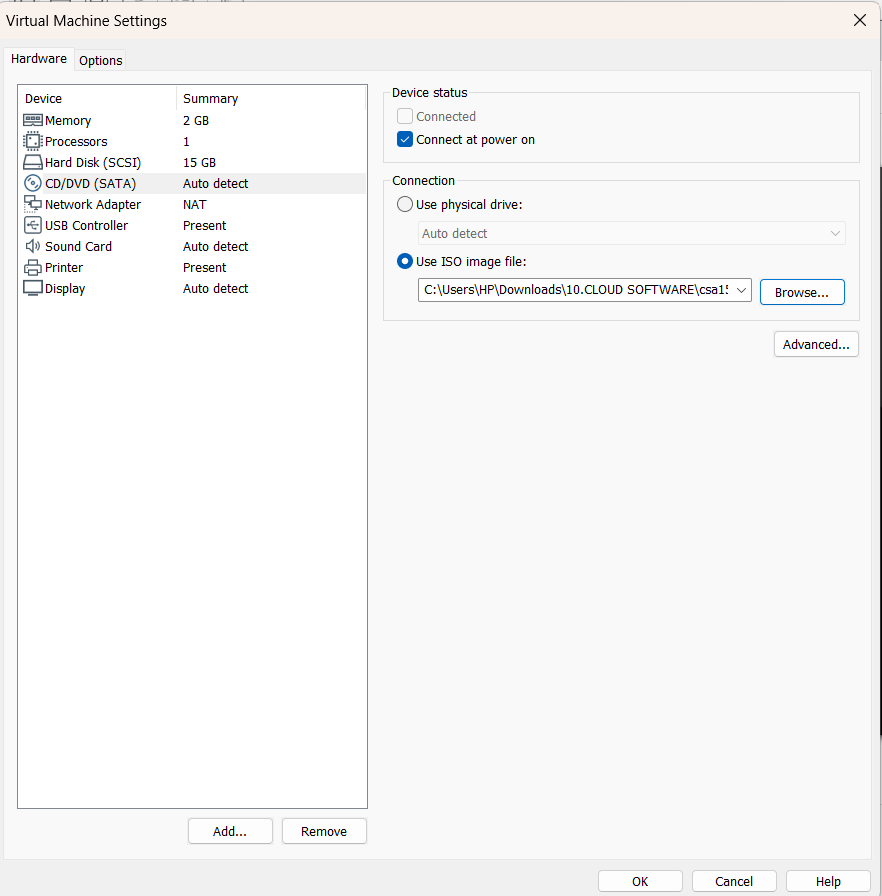 Virtual Machine Settings
Hardware Options
Device Summary
Memory 2 GB
Processors 1
Hard Disk (SCSI) 15 GB
CD/DVD (SATA) Auto detect
Network Adapter NAT
USB Controller Present
Sound Card Auto detect
Printer Present
Display Auto detect
Add... Remove
Device status
Connected
Connect at power on
Connection
Use physical drive:
Auto detect
Use ISO image file:
C:\Users\HP\Downloads\10.CLOUD SOFTWARE\csa15 Browse...
Advanced...
OK Cancel Help